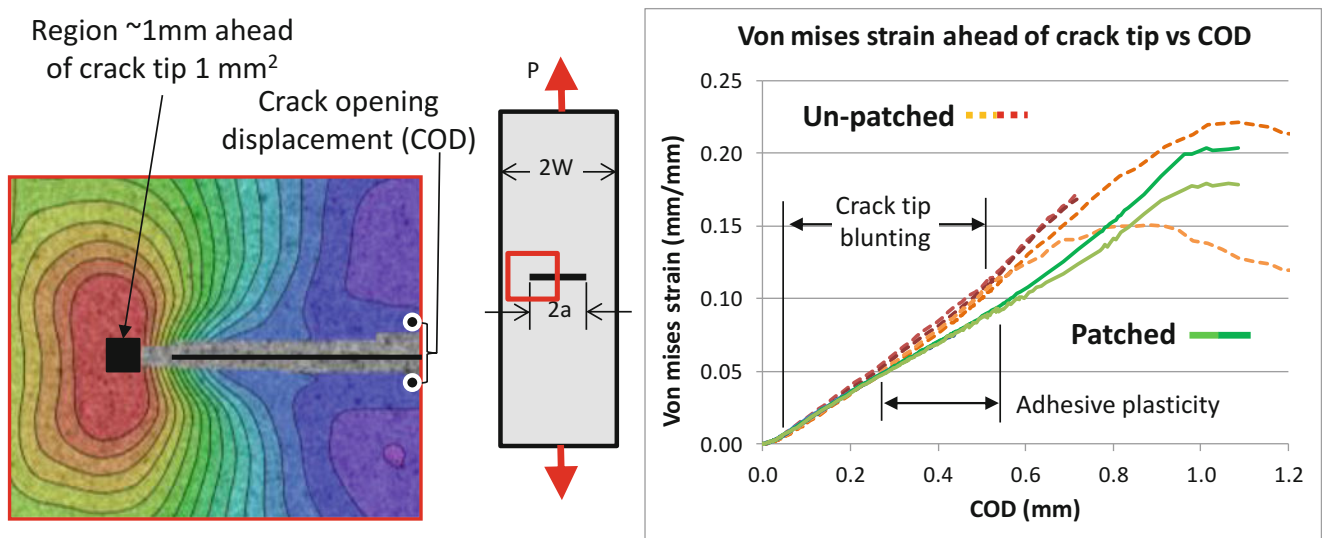 Region ~1mm ahead
of crack tip 1 mm²
Crack opening
displacement (COD)
P
2W
2a
Von mises strain ahead of crack tip vs COD
Von mises strain (mm/mm)
0.25
0.20
0.15
0.10
0.05
0.00
Un-patched
Crack tip
blunting
Patched
Adhesive plasticity
0.0 0.2 0.4 0.6 0.8 1.0 1.2
COD (mm)